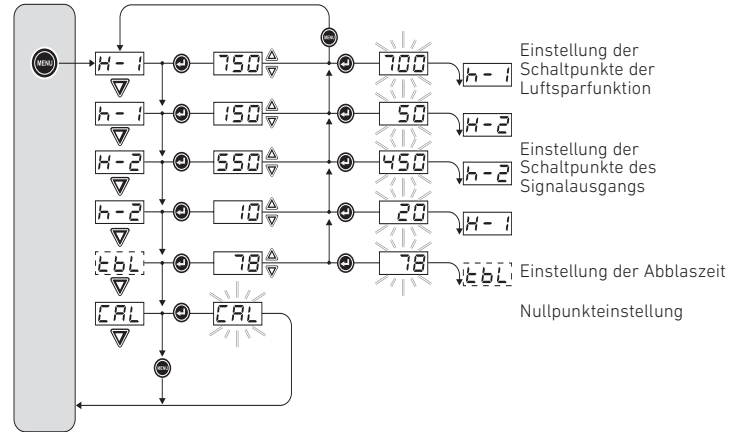 MENU
MENU H-1 750 700 h-1 Einstellung der
Schaltpunkte der
Luftsparfunktion
h-1 150 50 H-2
H-2 550 450 h-2 Einstellung der
Schaltpunkte des
Signalausgangs
h-2 10 20 H-1
tbL 78 78 tbL Einstellung der Abblaszeit
CAL CAL Nullpunkteinstellung
MENU